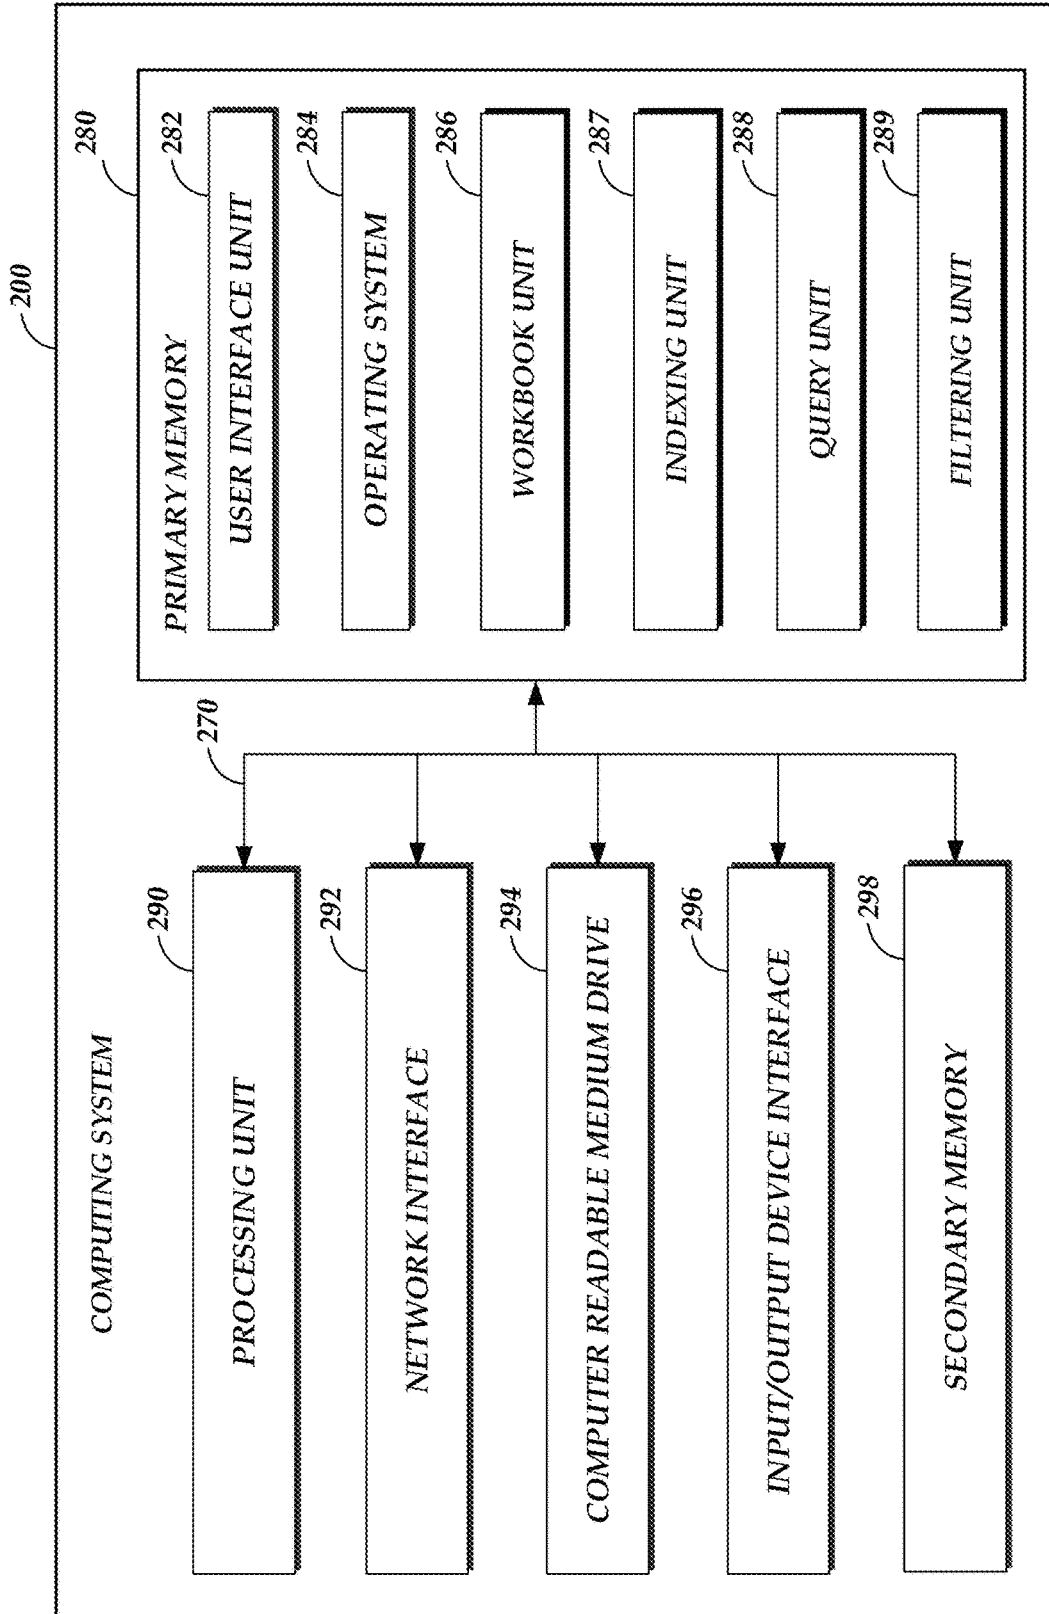 200
COMPUTING SYSTEM
290
PROCESSING UNIT
292
NETWORK INTERFACE
294
COMPUTER READABLE MEDIUM DRIVE
296
INPUT/OUTPUT DEVICE INTERFACE
298
SECONDARY MEMORY
270
280
PRIMARY MEMORY
282
USER INTERFACE UNIT
284
OPERATING SYSTEM
286
WORKBOOK UNIT
287
INDEXING UNIT
288
QUERY UNIT
289
FILTERING UNIT